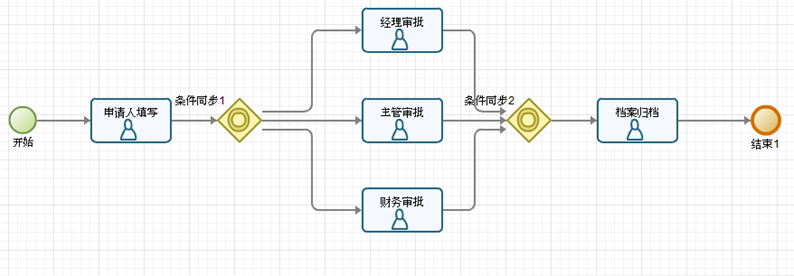 经理审批
条件同步1
申请人填写
主管审批
条件同步2
档案归档
开始
结束1
财务审批